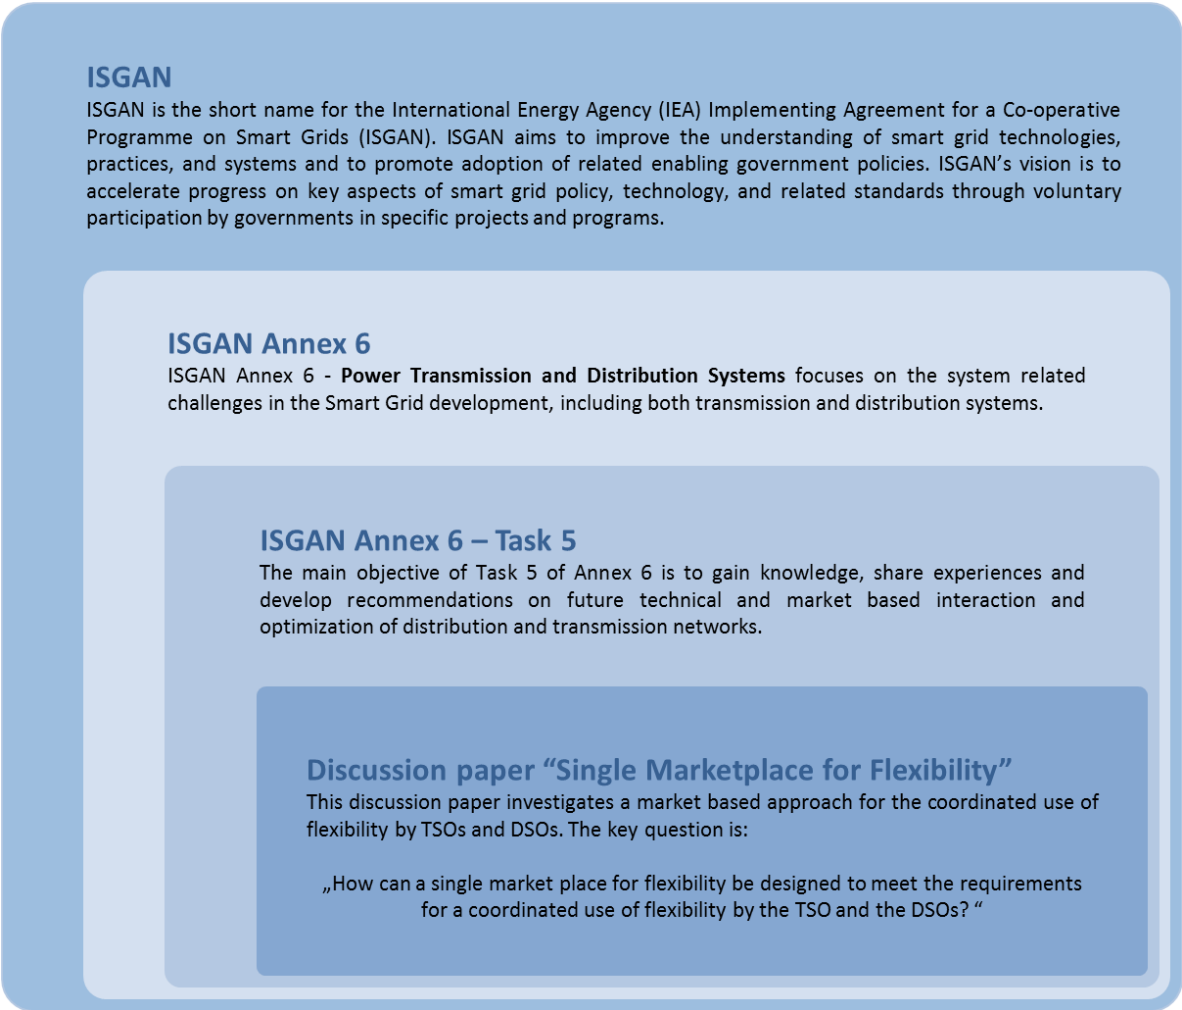 ISGAN
ISGAN is the short name for the International Energy Agency (IEA) Implementing Agreement for a Co-operative
Programme on Smart Grids (ISGAN). ISGAN aims to improve the understanding of smart grid technologies,
practices, and systems and to promote adoption of related enabling government policies. ISGAN’s vision is to
accelerate progress on key aspects of smart grid policy, technology, and related standards through voluntary
participation by governments in specific projects and programs.
ISGAN Annex 6
ISGAN Annex 6 - Power Transmission and Distribution Systems focuses on the system related
challenges in the Smart Grid development, including both transmission and distribution systems.
ISGAN Annex 6 – Task 5
The main objective of Task 5 of Annex 6 is to gain knowledge, share experiences and
develop recommendations on future technical and market based interaction and
optimization of distribution and transmission networks.
Discussion paper “Single Marketplace for Flexibility”
This discussion paper investigates a market based approach for the coordinated use of
flexibility by TSOs and DSOs. The key question is:
„How can a single market place for flexibility be designed to meet the requirements
for a coordinated use of flexibility by the TSO and the DSOs? “